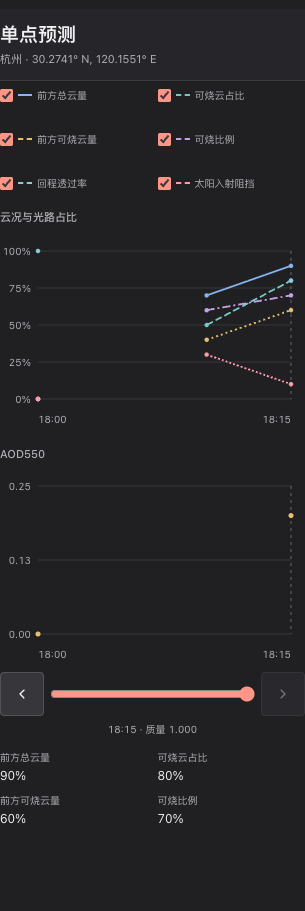 单点预测
杭州 · 30.2741° N, 120.1551° E
前方总云量
可烧云占比
前方可烧云量
可烧比例
回程透过率
太阳入射阻挡
云况与光路占比
100%
75%
50%
25%
0%
18:00 18:15
AOD550
0.25
0.13
0.00
18:00 18:15
18:15 · 质量 1.000
前方总云量 可烧云占比
90% 80%
前方可烧云量 可烧比例
60% 70%